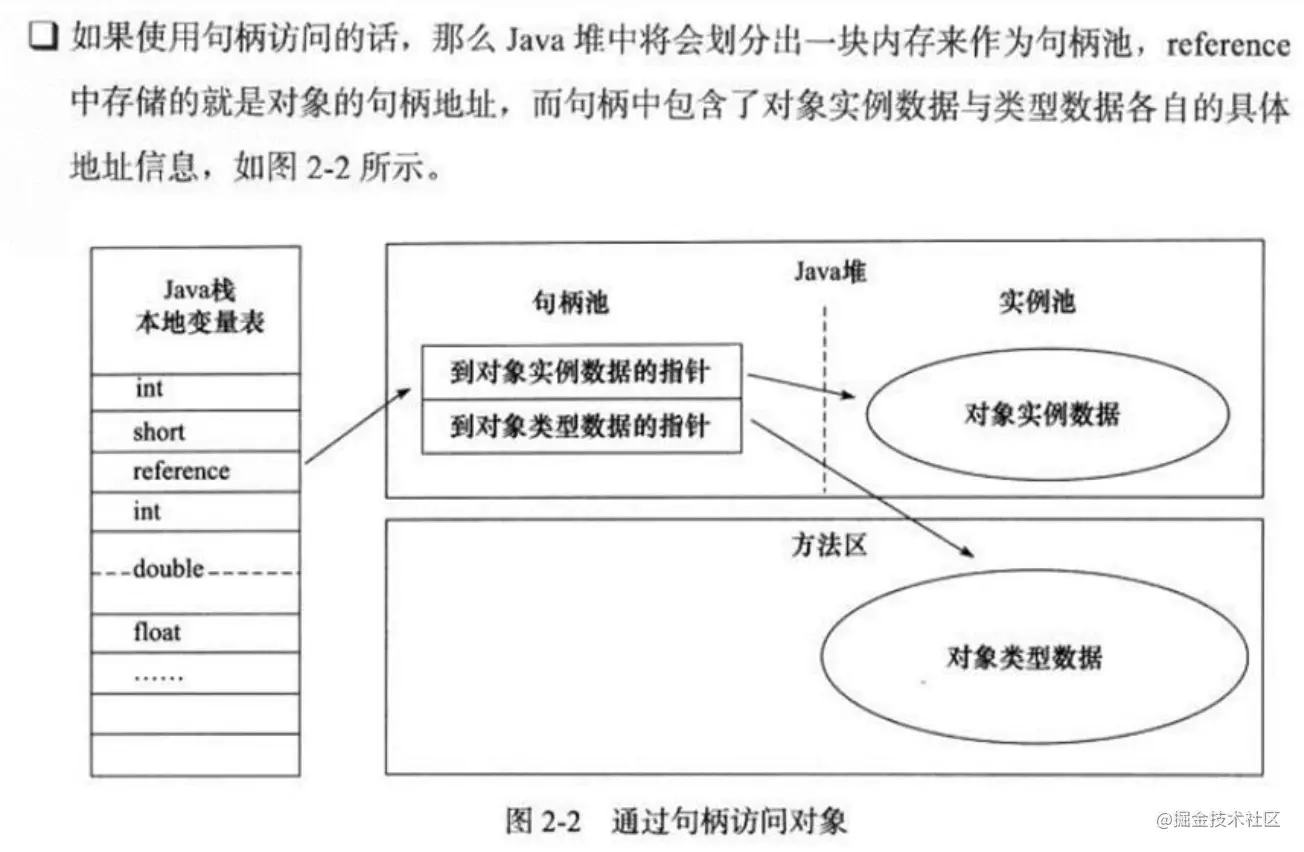 ❏ 如果使用句柄访问的话，那么 Java 堆中将会划分出一块内存来作为句柄池，reference
中存储的就是对象的句柄地址，而句柄中包含了对象实例数据与类型数据各自的具体
地址信息，如图 2-2 所示。
Java栈
本地变量表
int
short
reference
int
double
float
……
Java堆
句柄池
实例池
到对象实例数据的指针
到对象类型数据的指针
对象实例数据
方法区
对象类型数据
图 2-2 通过句柄访问对象
@掘金技术社区